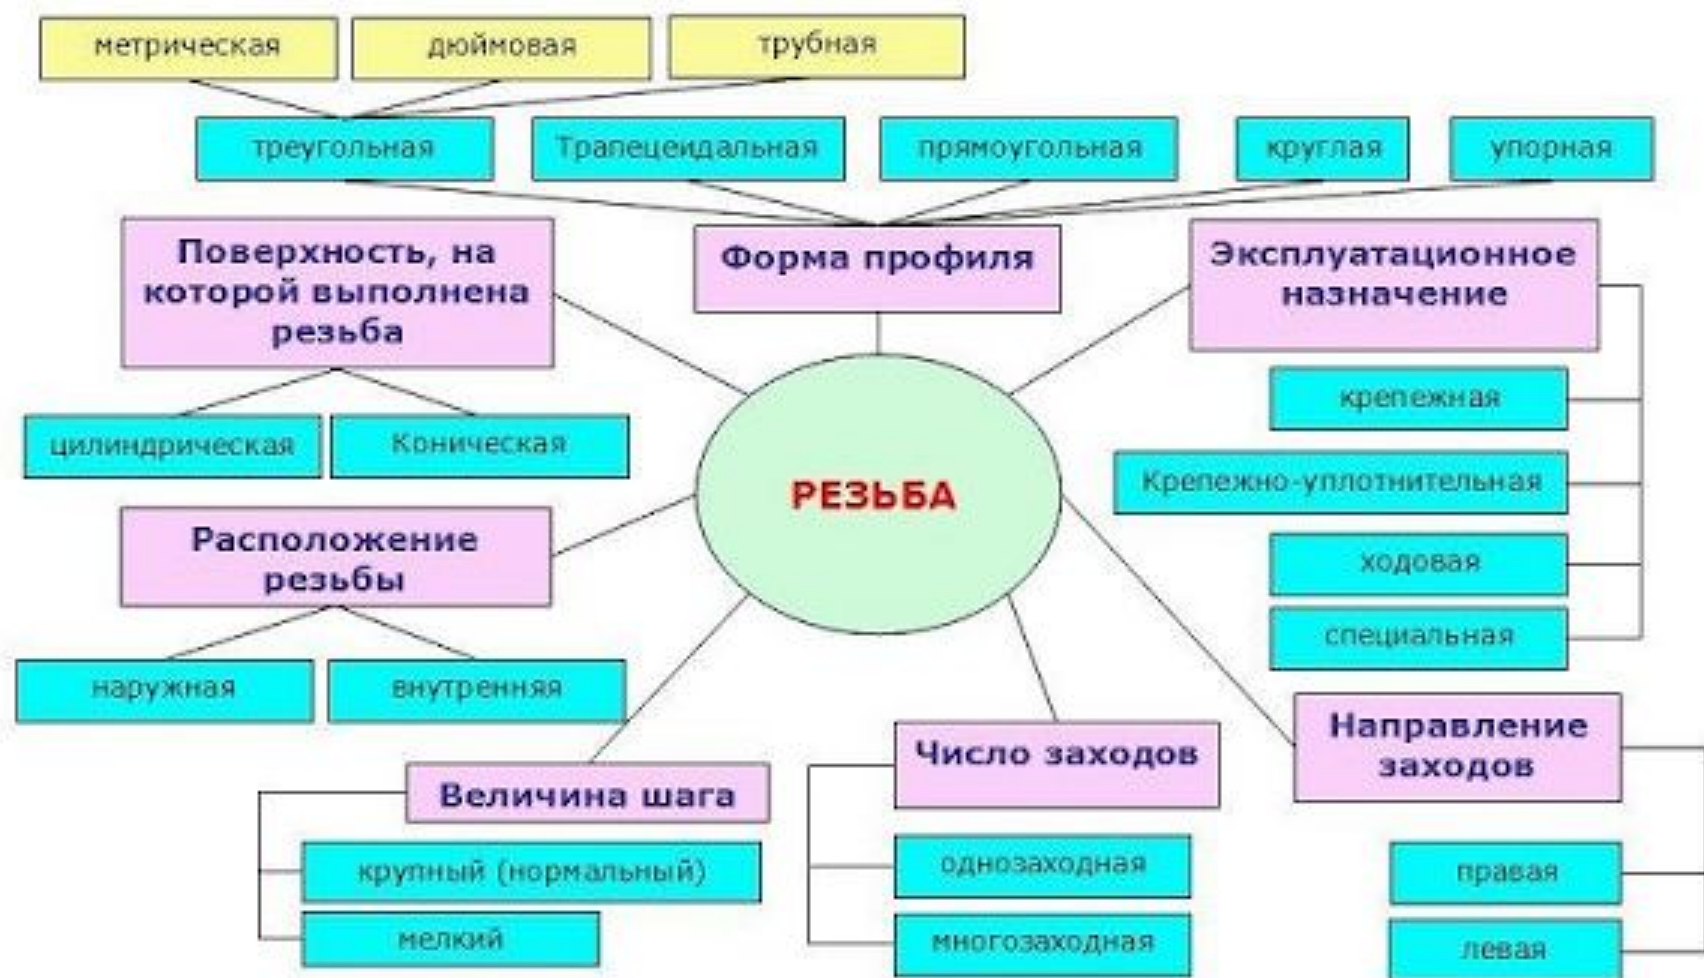 метрическая
дюймовая
трубная
треугольная
Трапецеидальная
прямоугольная
круглая
упорная
Поверхность, на
которой выполнена
резьба
Форма профиля
Эксплуатационное
назначение
цилиндрическая
Коническая
крепежная
Крепежно-уплотнительная
ходовая
специальная
РЕЗЬБА
Расположение
резьбы
наружная
внутренняя
Величина шага
крупный (нормальный)
мелкий
Число заходов
однозаходная
многозаходная
Направление
заходов
правая
левая